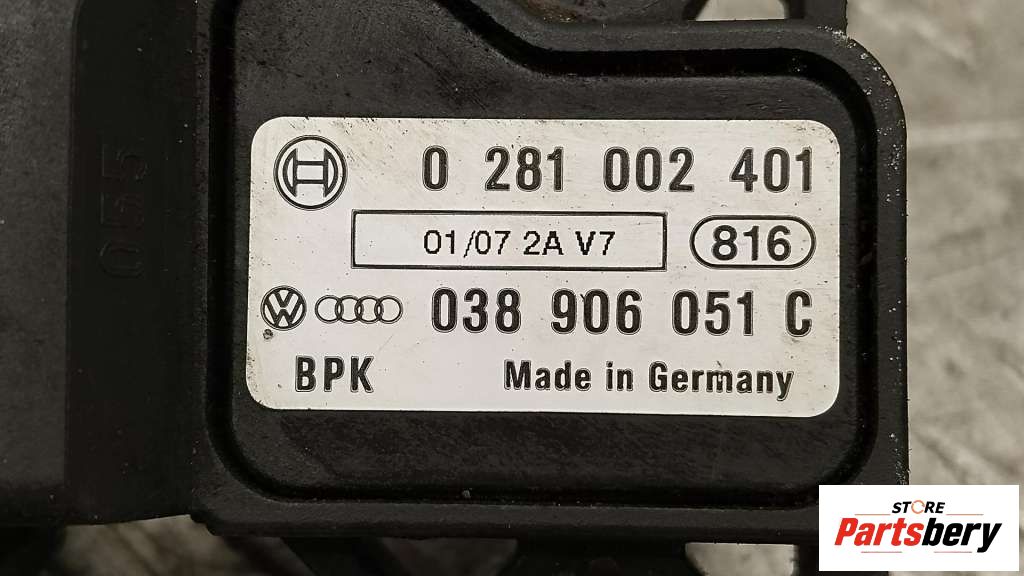 0 281 002 401
01/07 2A V7
816
038 906 051 C
BPK Made in Germany
055
STORE
Partsbery